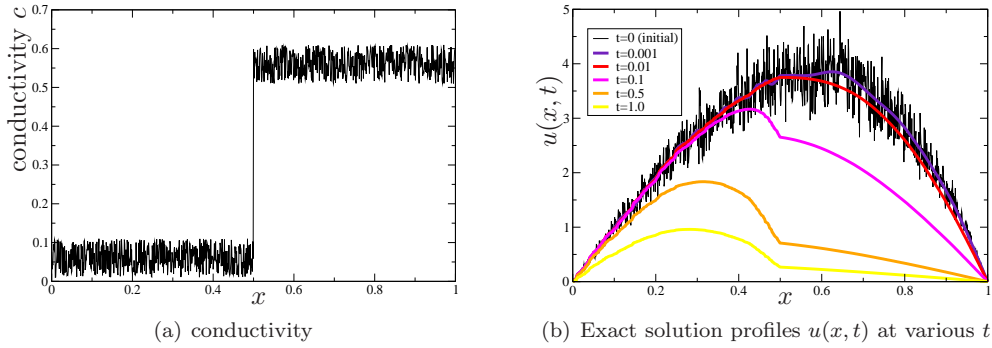 conductivity c
0.7
0.6
0.5
0.4
0.3
0.2
0.1
0
0 0.2 0.4 0.6 0.8 1
x
(a) conductivity
u(x, t)
5
4
3
2
1
0
t=0 (initial)
t=0.001
t=0.01
t=0.1
t=0.5
t=1.0
0 0.2 0.4 0.6 0.8 1
x
(b) Exact solution profiles u(x, t) at various t